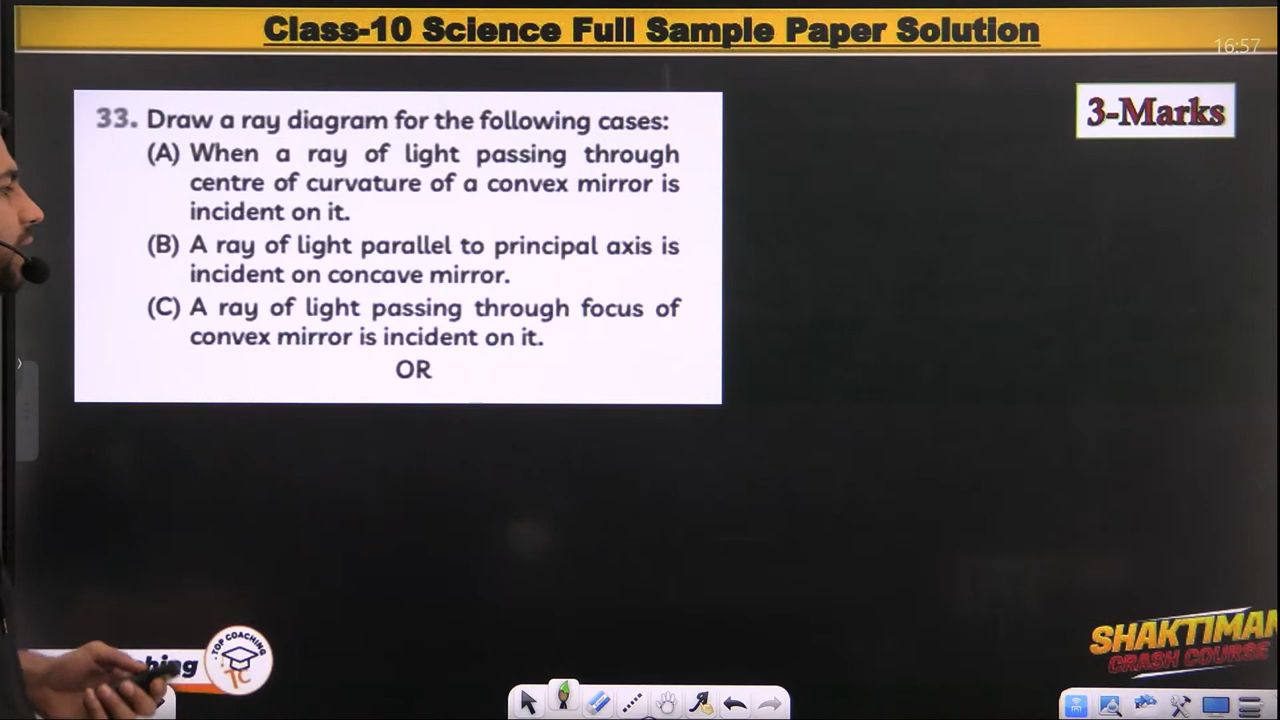 Class-10 Science Full Sample Paper Solution
16:57
3-Marks
33. Draw a ray diagram for the following cases:
(A) When a ray of light passing through
centre of curvature of a convex mirror is
incident on it.
(B) A ray of light parallel to principal axis is
incident on concave mirror.
(C) A ray of light passing through focus of
convex mirror is incident on it.
OR
hing
TOP COACHING
TC
SHAKTIMAN
CRASH COURSE